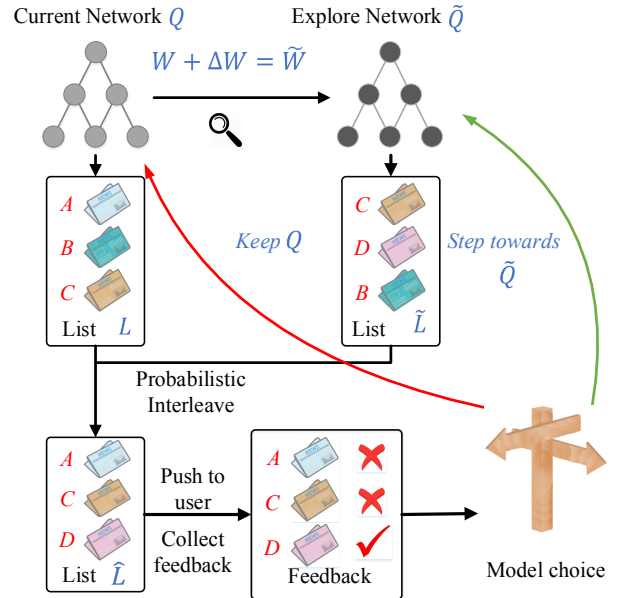 Current Network Q
Explore Network Q̃
W + ΔW = W̃
A
B
C
List L
C
D
B
List L̃
Keep Q
Step towards
Q̃
Probabilistic
Interleave
A
C
D
List L̂
Push to
user
Collect
feedback
A
C
D
Feedback
Model choice